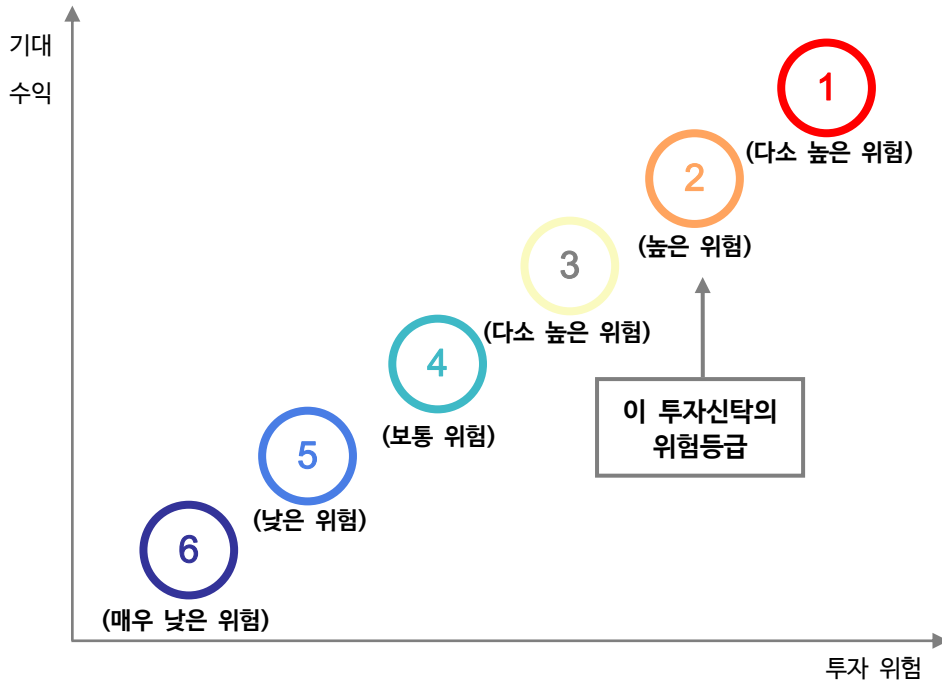 기대
수익
1
(다소 높은 위험)
2
(높은 위험)
3
(다소 높은 위험)
4
(보통 위험)
이 투자신탁의
위험등급
5
(낮은 위험)
6
(매우 낮은 위험)
투자 위험